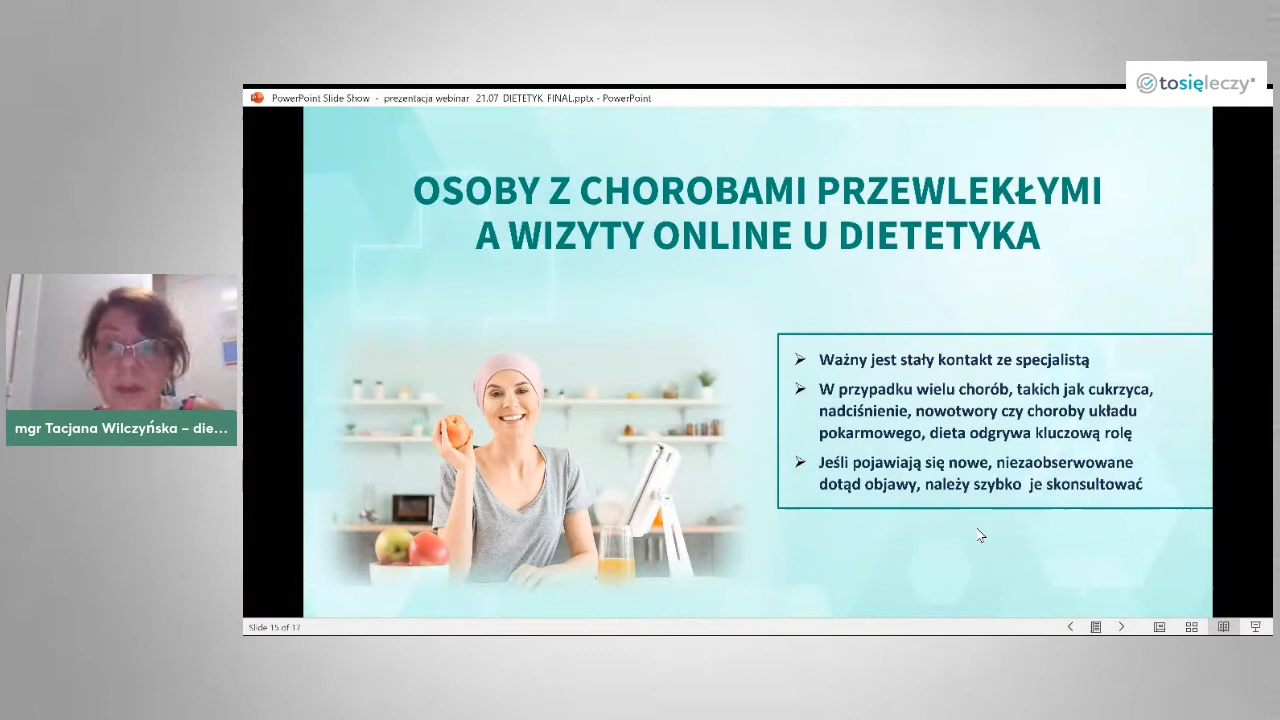 tosięleczy
PowerPoint Slide Show - prezentacja webinar 21.07 DIETETYK FINAL.pptx - PowerPoint
OSOBY Z CHOROBAMI PRZEWLEKŁYMI
A WIZYTY ONLINE U DIETETYKA
mgr Tacjana Wilczyńska – die...
➢ Ważny jest stały kontakt ze specjalistą
➢ W przypadku wielu chorób, takich jak cukrzyca,
nadciśnienie, nowotwory czy choroby układu
pokarmowego, dieta odgrywa kluczową rolę
➢ Jeśli pojawiają się nowe, niezaobserwowane
dotąd objawy, należy szybko je skonsultować
Slide 15 of 17